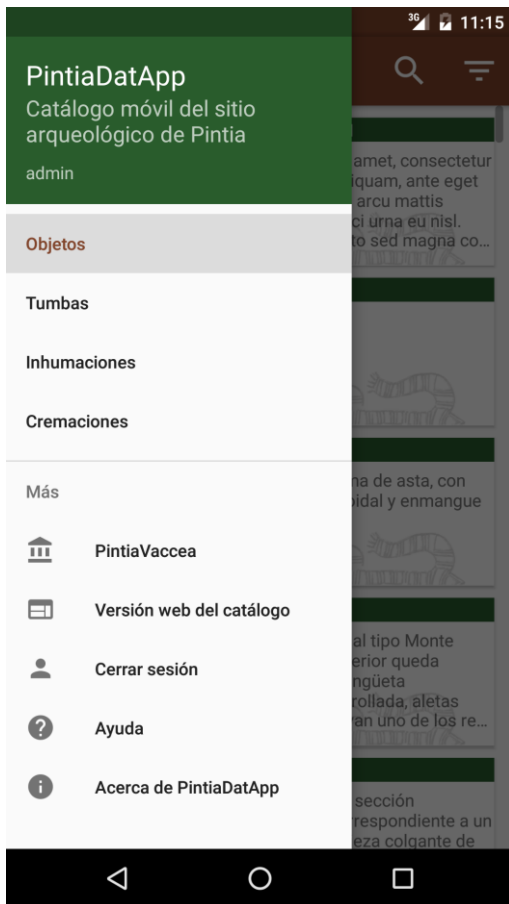 3G 11:15
PintiaDatApp
Catálogo móvil del sitio
arqueológico de Pintia
admin
Objetos
Tumbas
Inhumaciones
Cremaciones
Más
PintiaVaccea
Versión web del catálogo
Cerrar sesión
Ayuda
Acerca de PintiaDatApp
amet, consectetur
iquam, ante eget
arcu mattis
ci urna eu nisl.
to sed magna co...
na de asta, con
oidal y enmangue
al tipo Monte
erior queda
ngüeta
rollada, aletas
van uno de los re...
sección
rrespondiente a un
eza colgante de